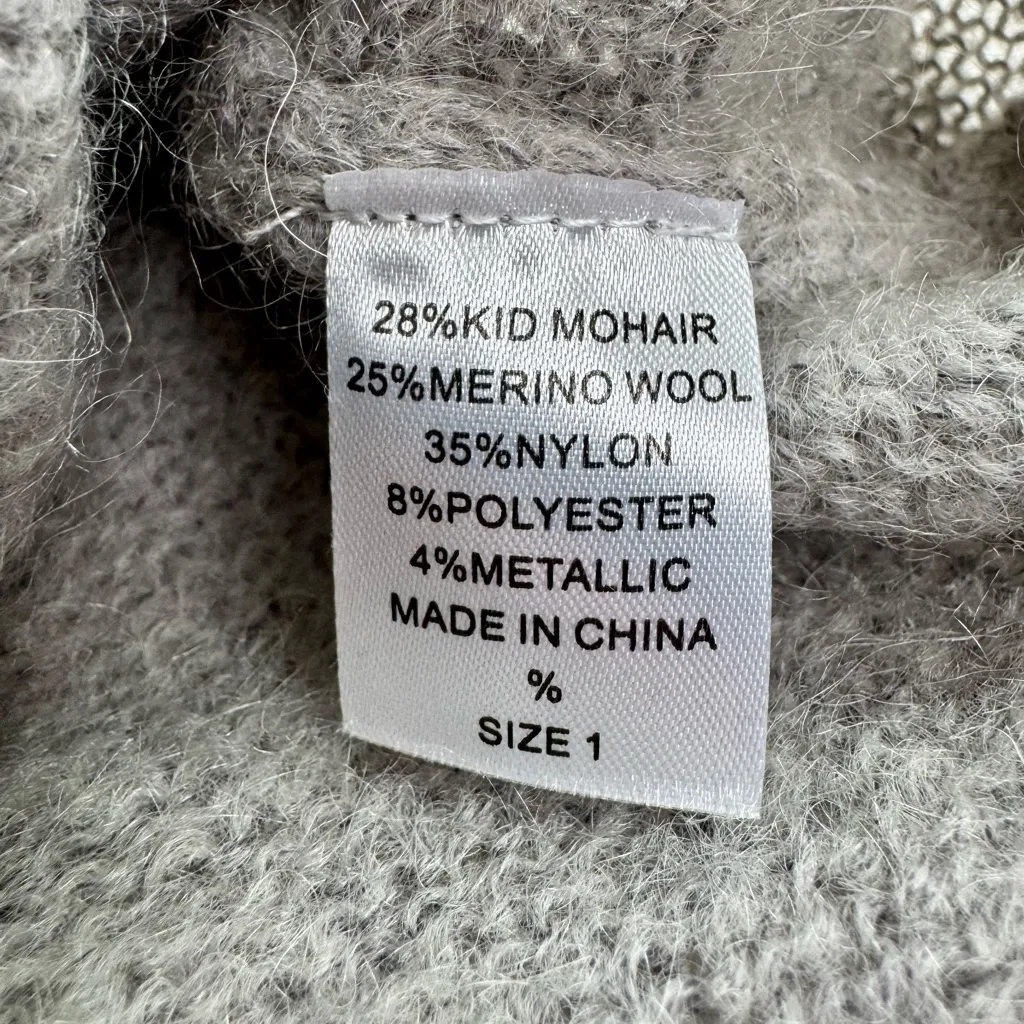 28%KID MOHAIR
25%MERINO WOOL
35%NYLON
8%POLYESTER
4%METALLIC
MADE IN CHINA
%
SIZE 1